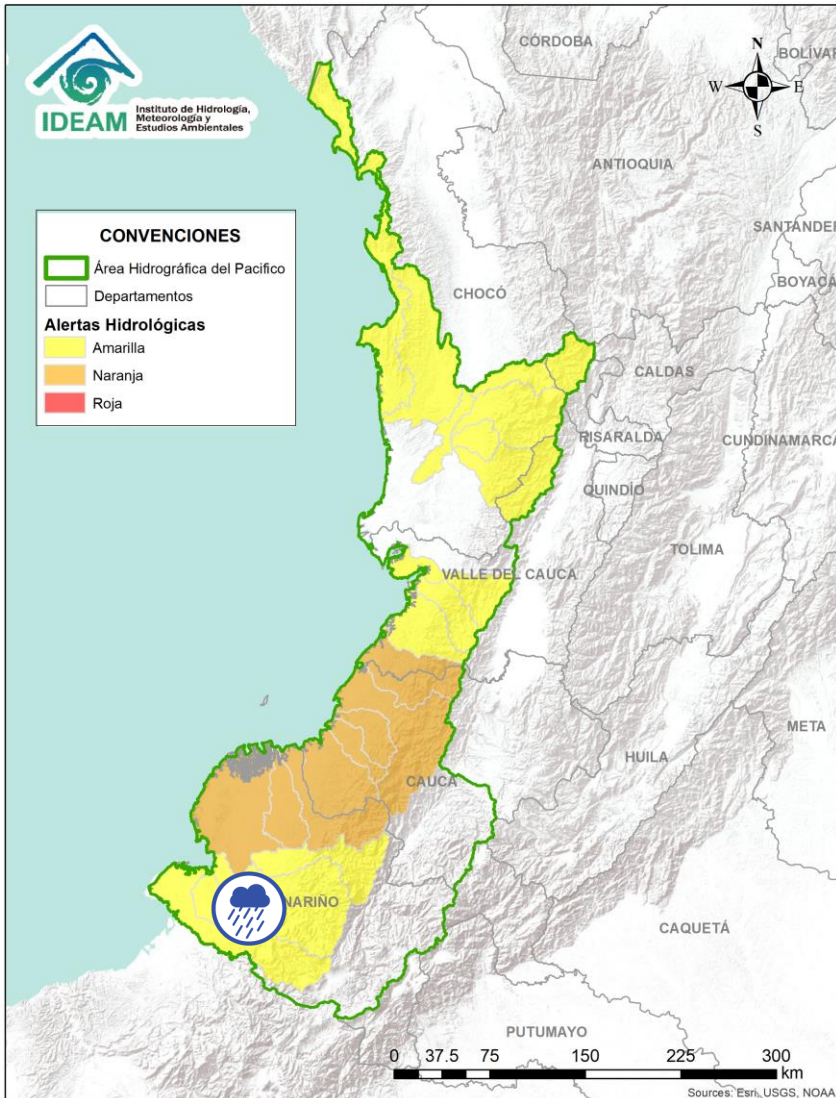 IDEAM
Instituto de Hidrología,
Meteorología y
Estudios Ambientales
CÓRDOBA
BOLÍVAR
N
W E
S
ANTIOQUIA
SANTANDER
BOYACÁ
CONVENCIONES
Área Hidrográfica del Pacifico
Departamentos
Alertas Hidrológicas
Amarilla
Naranja
Roja
CHOCÓ
CALDAS
RISARALDA
CUNDINAMARCA
QUINDÍO
TOLIMA
VALLE DEL CAUCA
META
HUILA
CAUCA
NARIÑO
CAQUETÁ
PUTUMAYO
0 37.5 75 150 225 300
km
Sources: Esri, USGS, NOAA